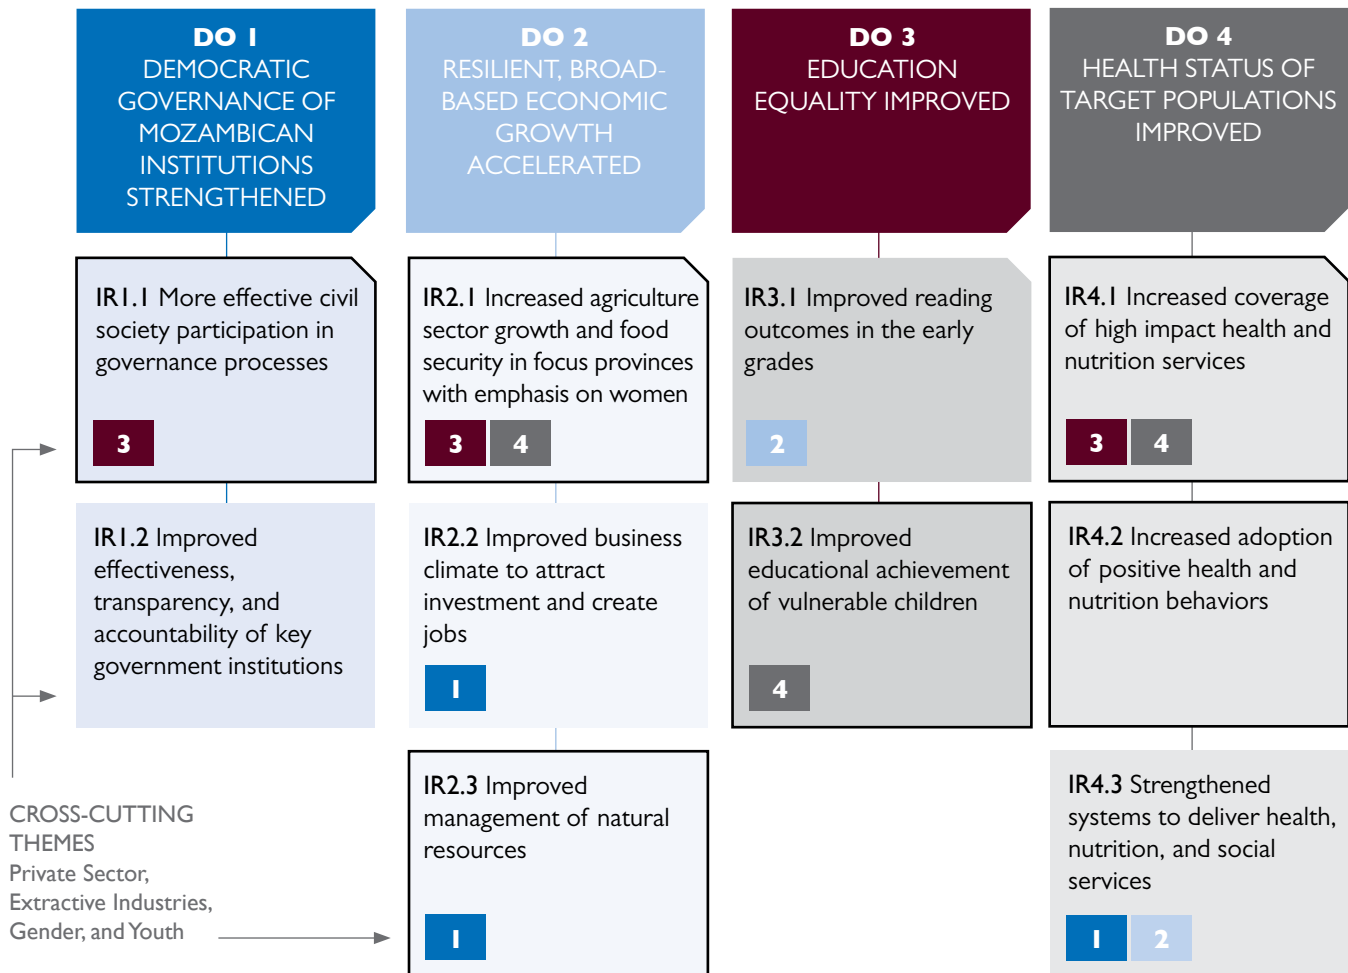 DO 1
DEMOCRATIC
GOVERNANCE OF
MOZAMBICAN
INSTITUTIONS
STRENGTHENED
DO 2
RESILIENT, BROAD-
BASED ECONOMIC
GROWTH
ACCELERATED
DO 3
EDUCATION
EQUALITY IMPROVED
DO 4
HEALTH STATUS OF
TARGET POPULATIONS
IMPROVED
IR1.1 More effective civil
society participation in
governance processes
3
IR2.1 Increased agriculture
sector growth and food
security in focus provinces
with emphasis on women
3 4
IR3.1 Improved reading
outcomes in the early
grades
2
IR4.1 Increased coverage
of high impact health and
nutrition services
3 4
IR1.2 Improved
effectiveness,
transparency, and
accountability of key
government institutions
IR2.2 Improved business
climate to attract
investment and create
jobs
1
IR3.2 Improved
educational achievement
of vulnerable children
4
IR4.2 Increased adoption
of positive health and
nutrition behaviors
IR2.3 Improved
management of natural
resources
1
IR4.3 Strengthened
systems to deliver health,
nutrition, and social
services
1 2
CROSS-CUTTING
THEMES
Private Sector,
Extractive Industries,
Gender, and Youth